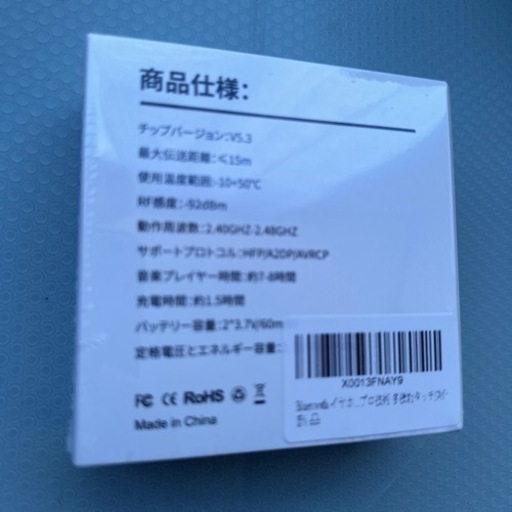 商品仕様:
チップバージョン:V5.3
最大伝送距離:≤15m
使用温度範囲:-10+50℃
RF感度:-92dBm
動作周波数:2.40GHZ-2.48GHZ
サポートプロトコル:HFP/A2DP/AVRCP
音楽プレイヤー時間:約7-8時間
充電時間:約1.5時間
バッテリー容量:2*3.7V/60m
定格電圧とエネルギー容量:
FC CE RoHS
Made in China
X0013FNAY9
新品